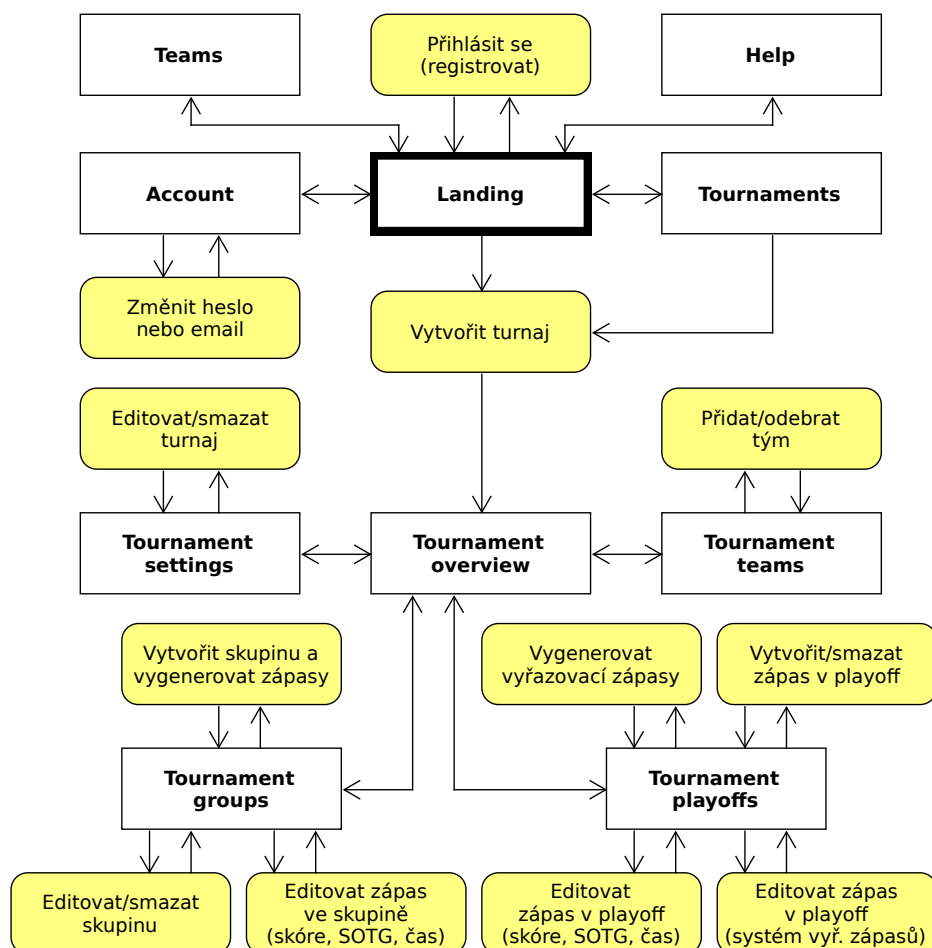 Teams
Přihlásit se
(registrovat)
Help
Account
Landing
Tournaments
Změnit heslo
nebo email
Vytvořit turnaj
Editovat/smazat
turnaj
Přidat/odebrat
tým
Tournament
settings
Tournament
overview
Tournament
teams
Vytvořit skupinu a
vygenerovat zápasy
Vygenerovat
vyřazovací zápasy
Vytvořit/smazat
zápas v playoff
Tournament
groups
Tournament
playoffs
Editovat/smazat
skupinu
Editovat zápas
ve skupině
(skóre, SOTG, čas)
Editovat
zápas v playoff
(skóre, SOTG, čas)
Editovat zápas
v playoff
(systém vyř. zápasů)